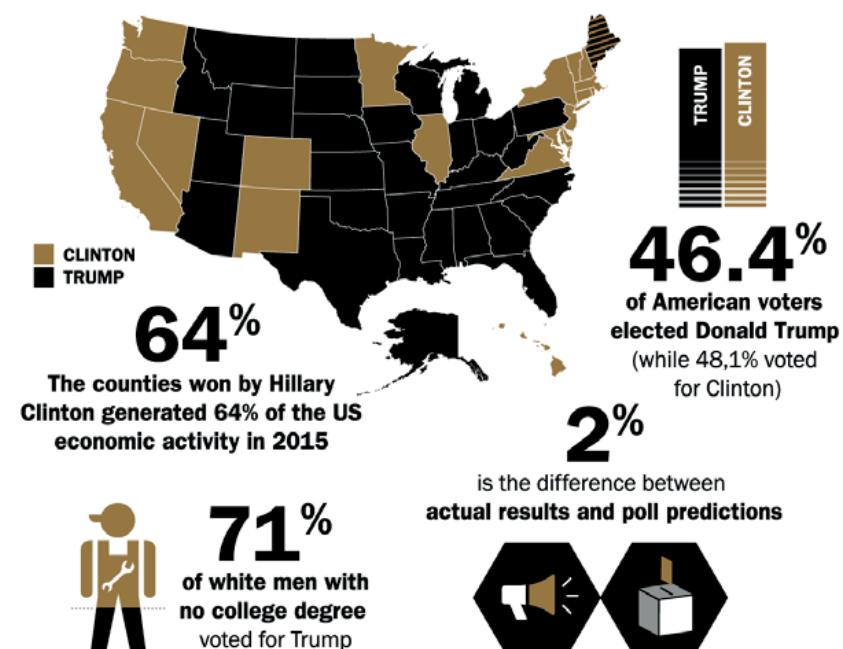 TRUMP
CLINTON
CLINTON
TRUMP
46.4%
of American voters
elected Donald Trump
(while 48,1% voted
for Clinton)
64%
The counties won by Hillary
Clinton generated 64% of the US
economic activity in 2015
2%
is the difference between
actual results and poll predictions
71%
of white men with
no college degree
voted for Trump